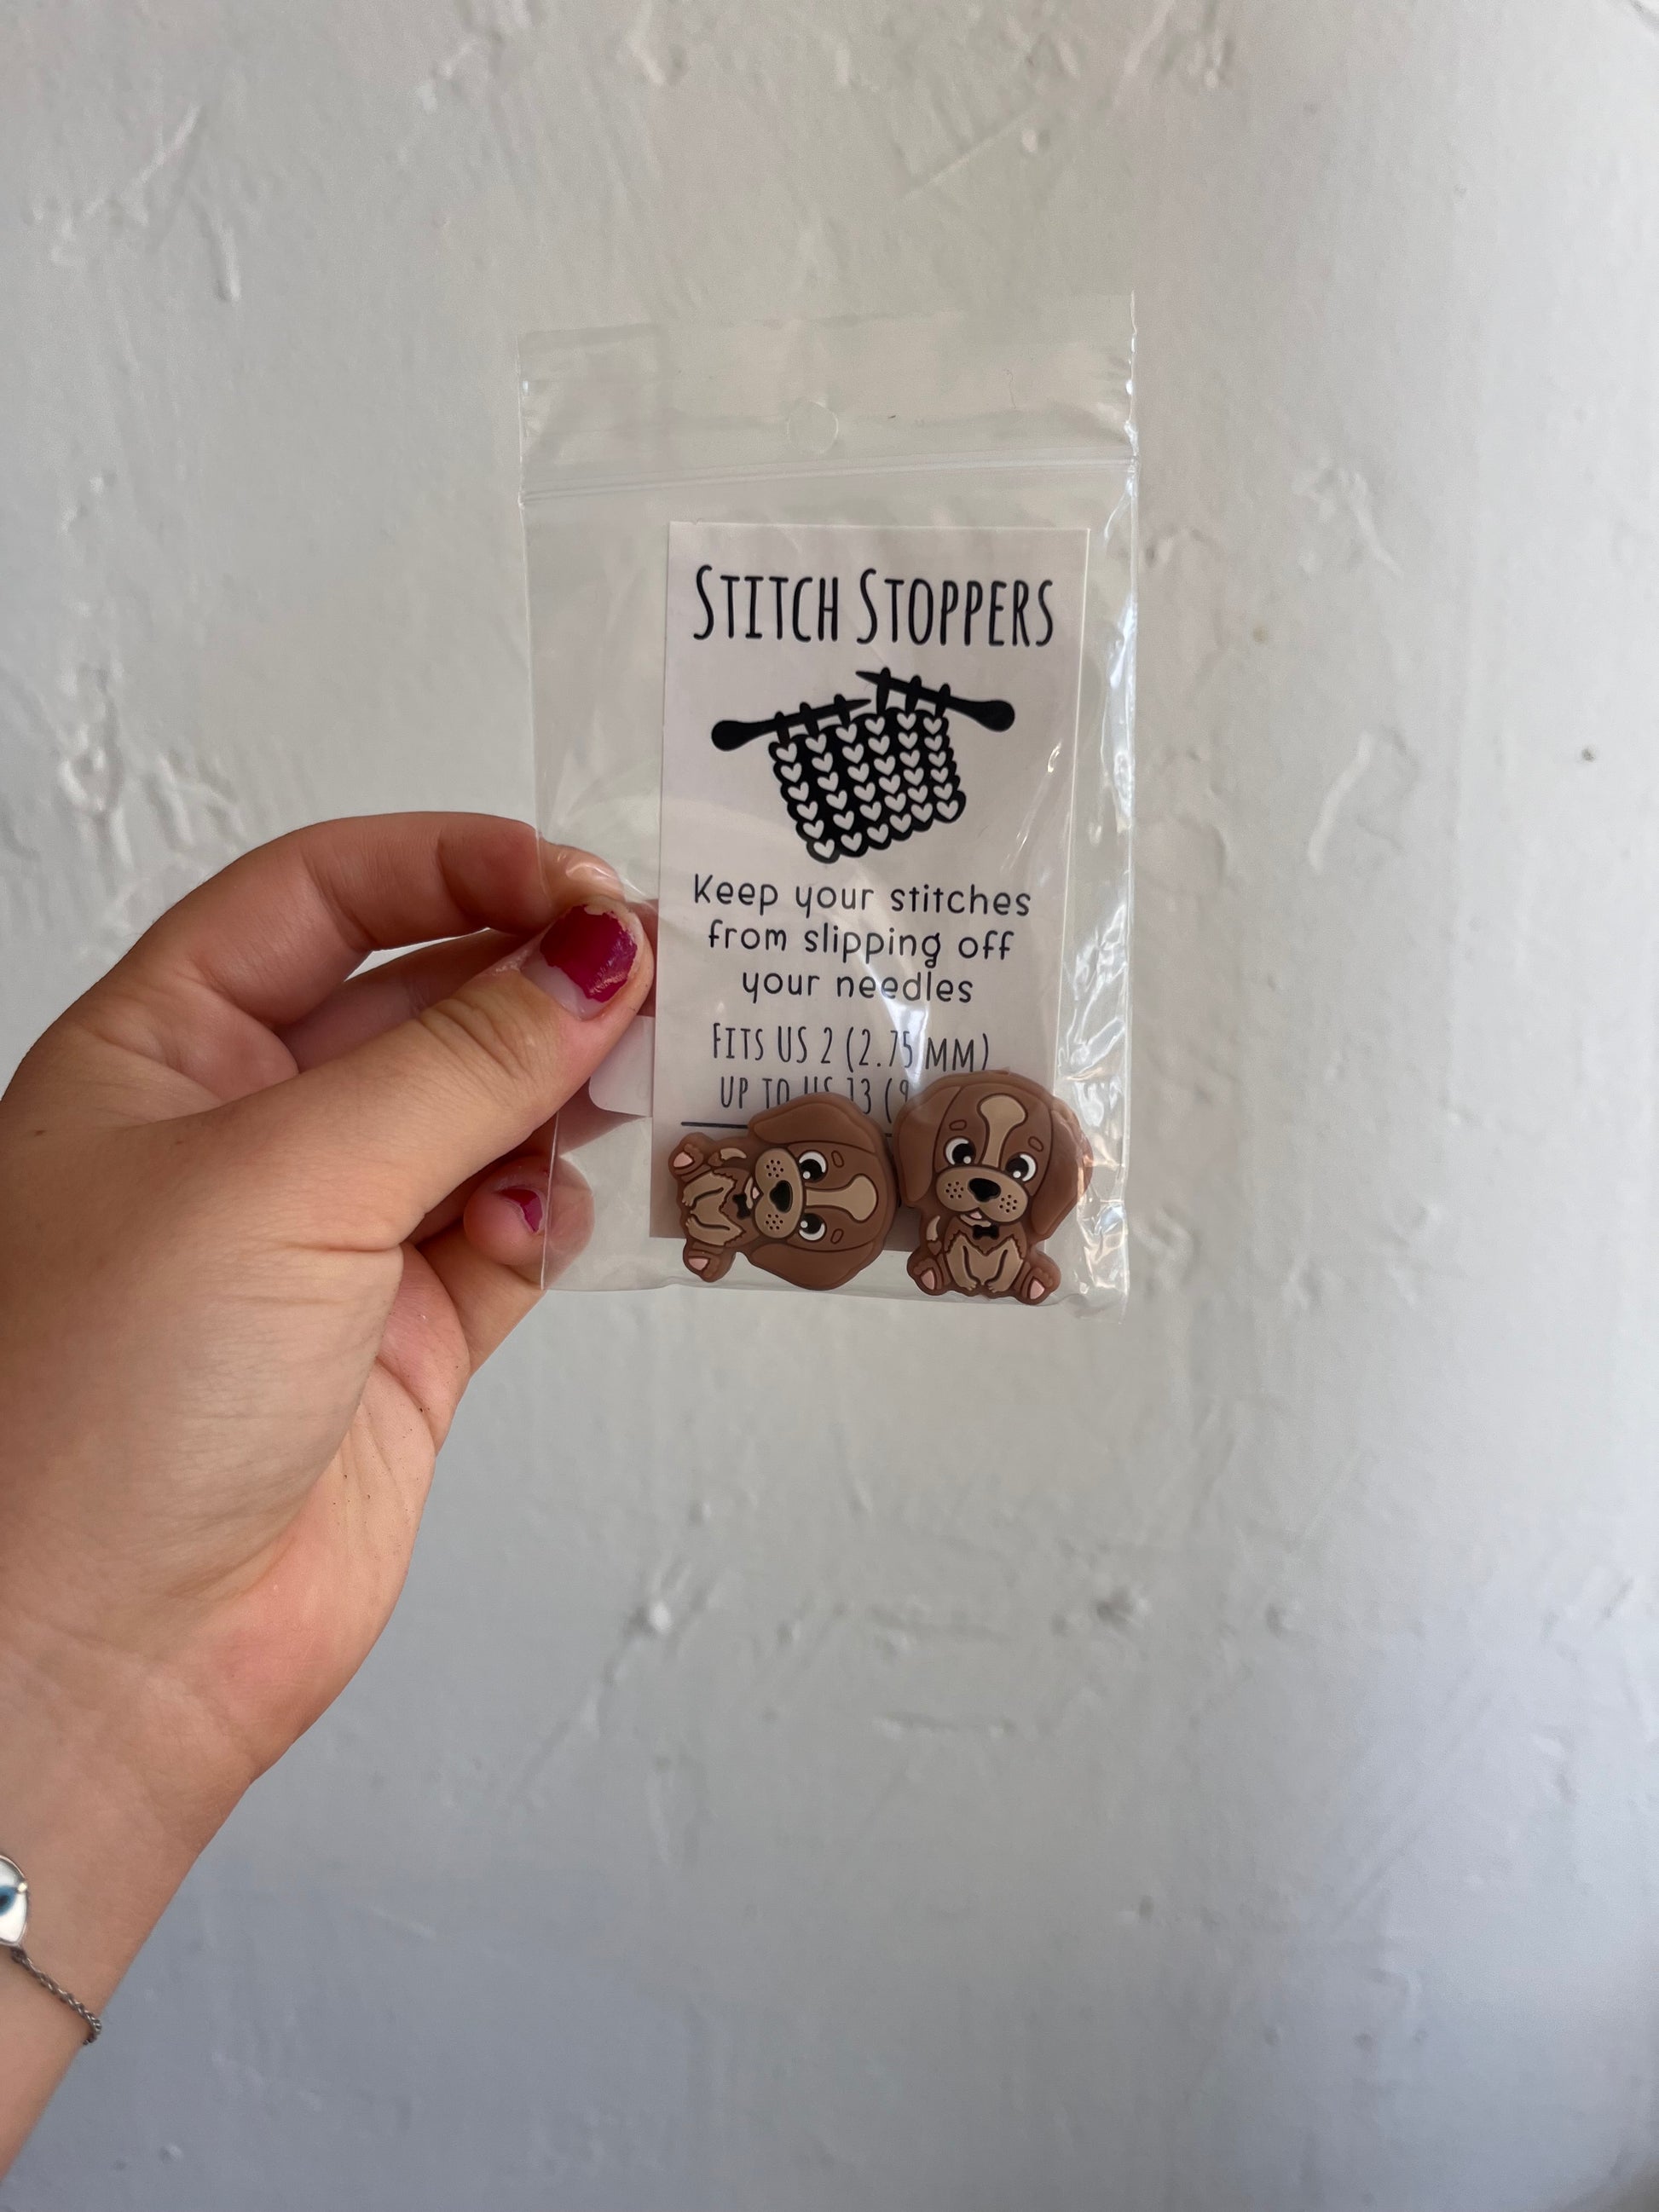 STITCH STOPPERS
Keep your stitches
from slipping off
your needles
FITS US 2 (2.75 MM)
UP TO US 13 (9